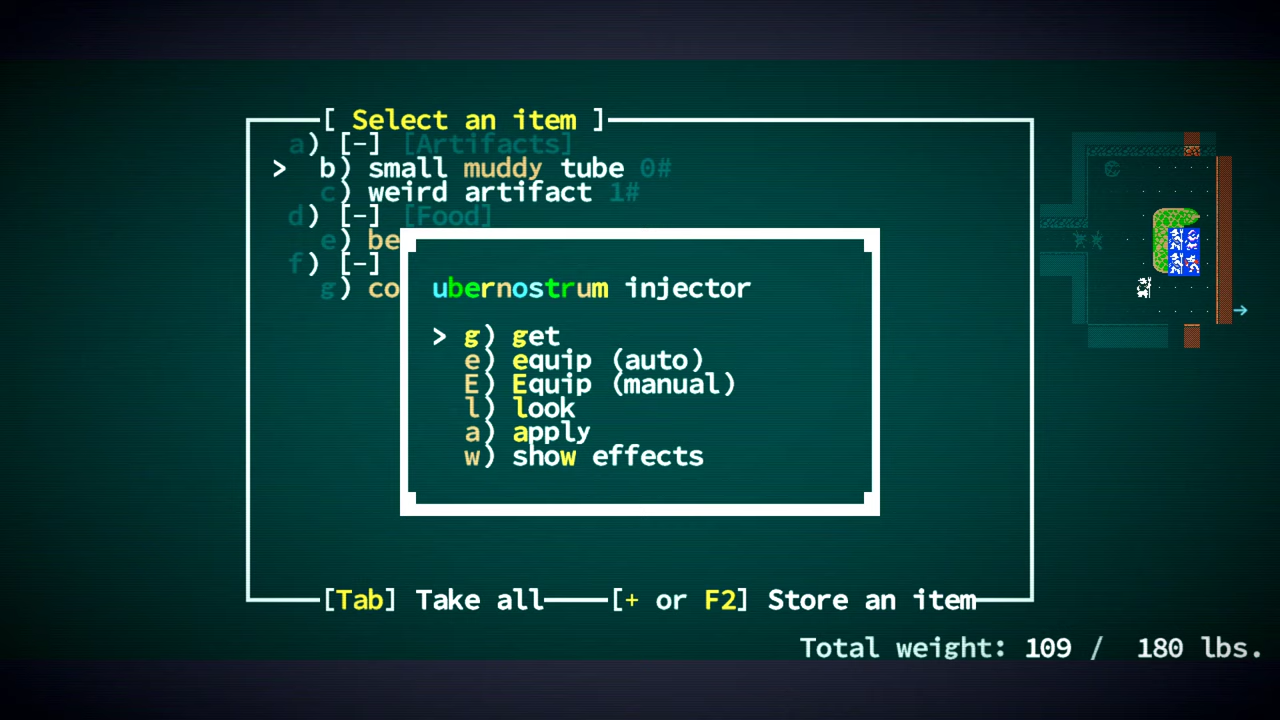 [ Select an item ]
a) [-] [Artifacts]
> b) small muddy tube 0#
c) weird artifact 1#
d) [-] [Food]
e) be
f) [-]
g) co
ubernostrum injector
> g) get
e) equip (auto)
E) Equip (manual)
l) look
a) apply
w) show effects
[Tab] Take all [+ or F2] Store an item
Total weight: 109 / 180 lbs.